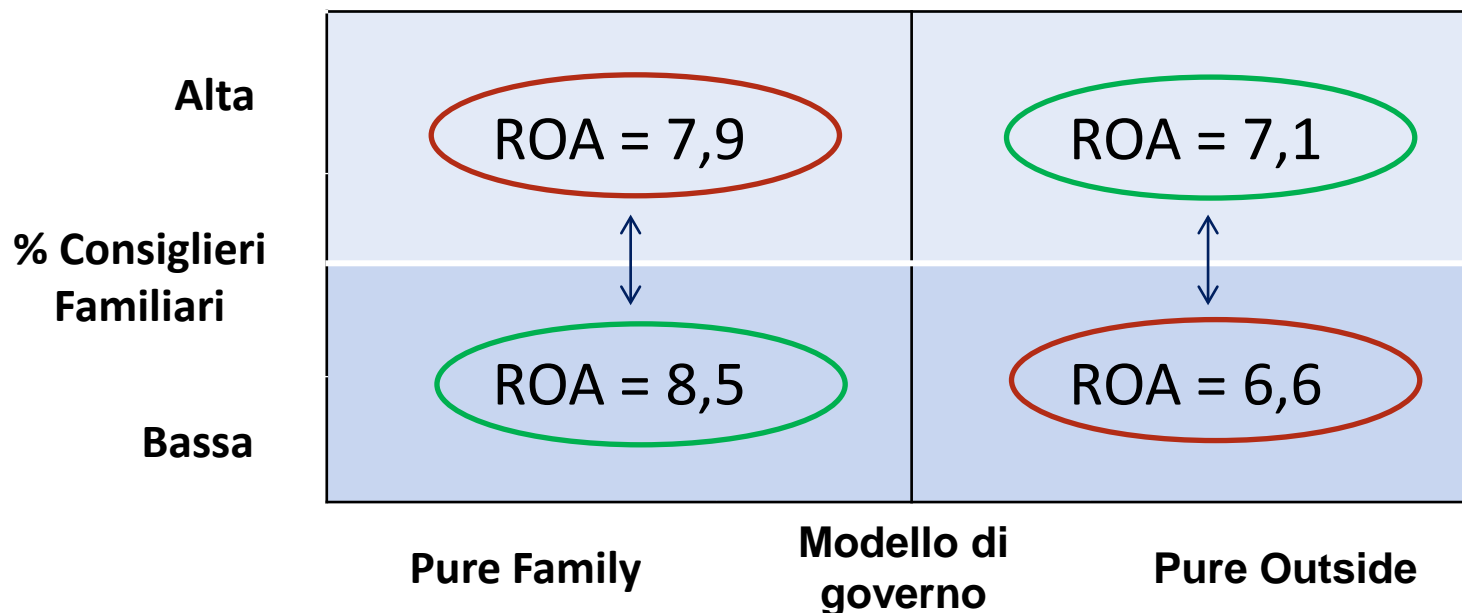 Alta
ROA = 7,9
ROA = 7,1
% Consiglieri
Familiari
ROA = 8,5
ROA = 6,6
Bassa
Pure Family
Modello di
governo
Pure Outside